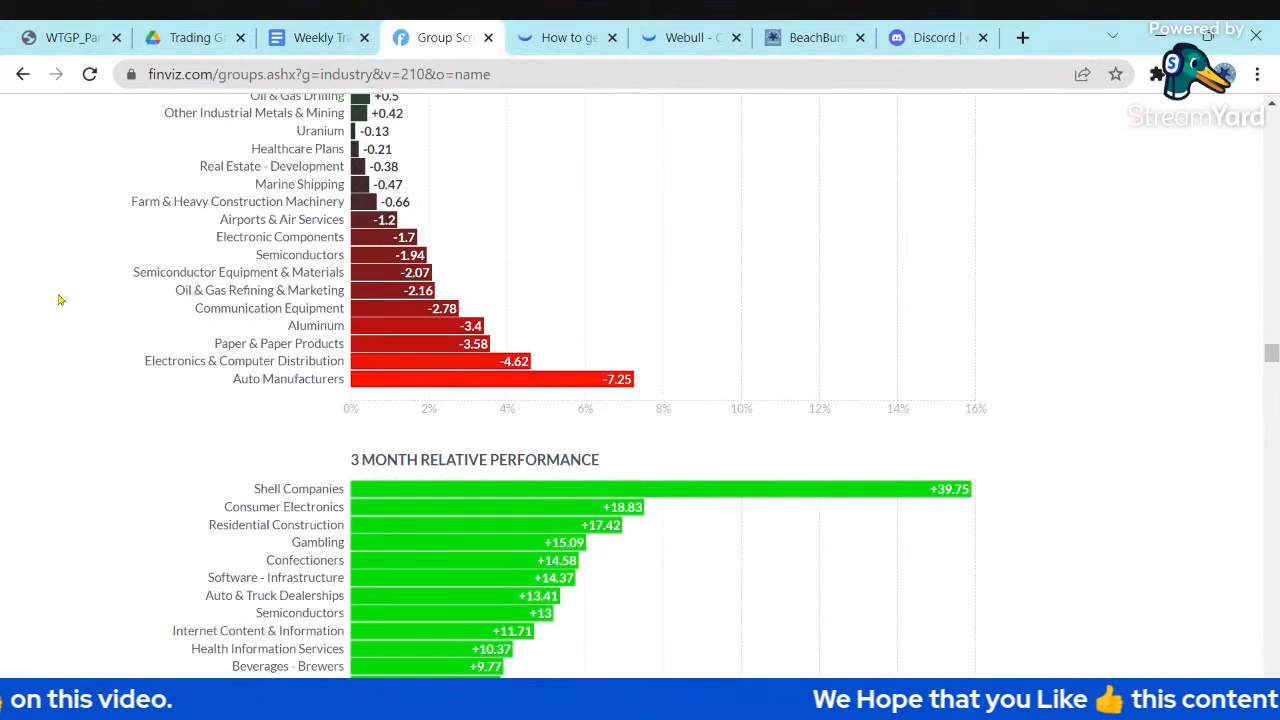 Powered by
WTGP_Par
Trading Ga
Weekly Tra
Group Scr
How to ge
Webull - C
BeachBum
Discord |
finviz.com/groups.ashx?g=industry&v=210&o=name
StreamYard
Oil & Gas Drilling +0.5
Other Industrial Metals & Mining +0.42
Uranium -0.13
Healthcare Plans -0.21
Real Estate - Development -0.38
Marine Shipping -0.47
Farm & Heavy Construction Machinery -0.66
Airports & Air Services -1.2
Electronic Components -1.7
Semiconductors -1.94
Semiconductor Equipment & Materials -2.07
Oil & Gas Refining & Marketing -2.16
Communication Equipment -2.78
Aluminum -3.4
Paper & Paper Products -3.58
Electronics & Computer Distribution -4.62
Auto Manufacturers -7.25
0% 2% 4% 6% 8% 10% 12% 14% 16%
3 MONTH RELATIVE PERFORMANCE
Shell Companies +39.75
Consumer Electronics +18.83
Residential Construction +17.42
Gambling +15.09
Confectioners +14.58
Software - Infrastructure +14.37
Auto & Truck Dealerships +13.41
Semiconductors +13
Internet Content & Information +11.71
Health Information Services +10.37
Beverages - Brewers +9.77
on this video. We Hope that you Like 👍 this content